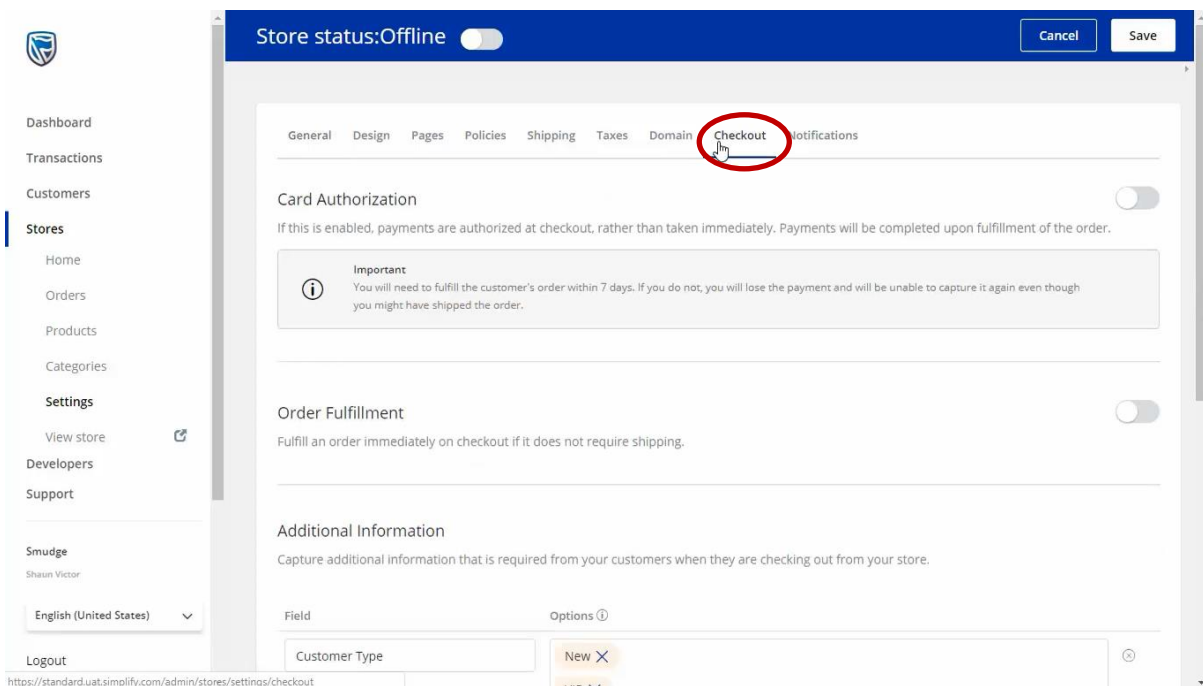 Store status:Offline
Cancel
Save
Dashboard
Transactions
Customers
Stores
Home
Orders
Products
Categories
Settings
View store
Developers
Support
Smudge
Shaun Victor
English (United States)
Logout
General Design Pages Policies Shipping Taxes Domain Checkout Notifications
Card Authorization
If this is enabled, payments are authorized at checkout, rather than taken immediately. Payments will be completed upon fulfillment of the order.
Important
You will need to fulfill the customer's order within 7 days. If you do not, you will lose the payment and will be unable to capture it again even though
you might have shipped the order.
Order Fulfillment
Fulfill an order immediately on checkout if it does not require shipping.
Additional Information
Capture additional information that is required from your customers when they are checking out from your store.
Field Options
Customer Type New
https://standard.uat.simplify.com/admin/stores/settings/checkout